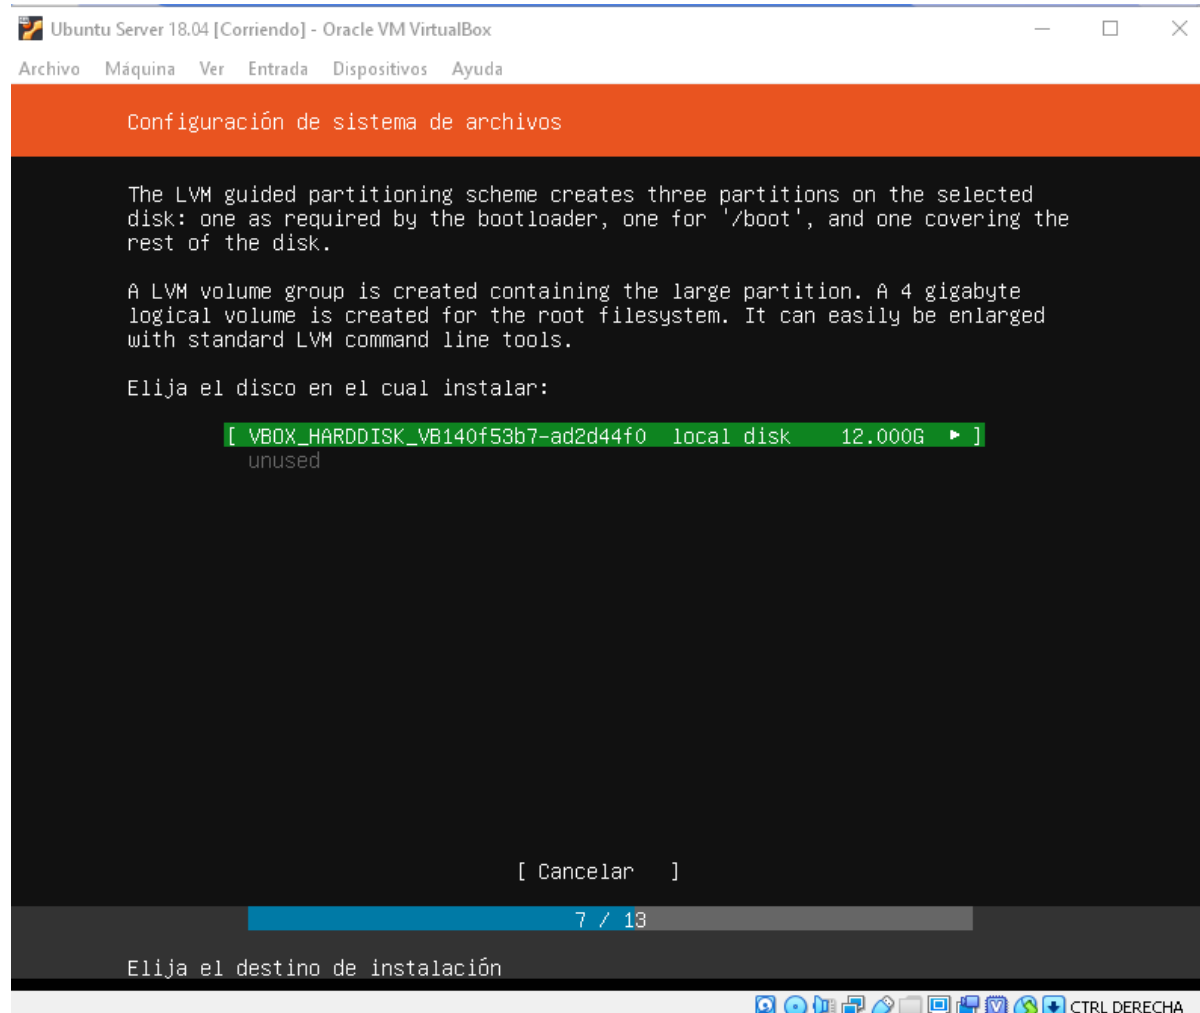 Ubuntu Server 18.04 [Corriendo] - Oracle VM VirtualBox
Archivo Máquina Ver Entrada Dispositivos Ayuda
Configuración de sistema de archivos
The LVM guided partitioning scheme creates three partitions on the selected
disk: one as required by the bootloader, one for '/boot', and one covering the
rest of the disk.
A LVM volume group is created containing the large partition. A 4 gigabyte
logical volume is created for the root filesystem. It can easily be enlarged
with standard LVM command line tools.
Elija el disco en el cual instalar:
[ VBOX_HARDDISK_VB140f53b7-ad2d44f0 local disk 12.000G ▸ ]
unused
[ Cancelar ]
7 / 13
Elija el destino de instalación
CTRL DERECHA